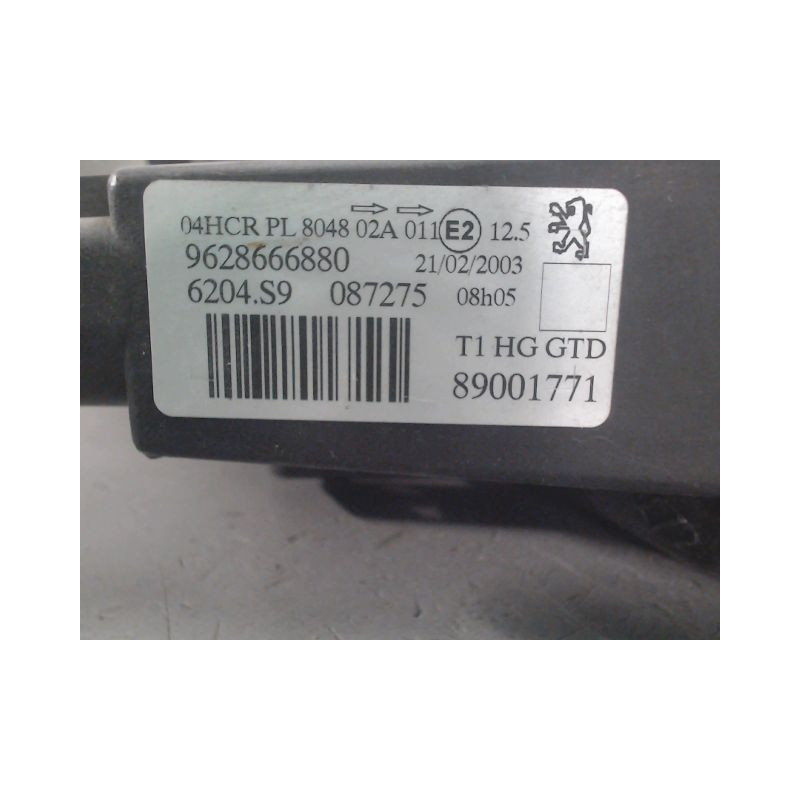 04HCR PL 8048 02A 011 E2 12.5
9628666880 21/02/2003
6204.S9 087275 08h05
T1 HG GTD
89001771